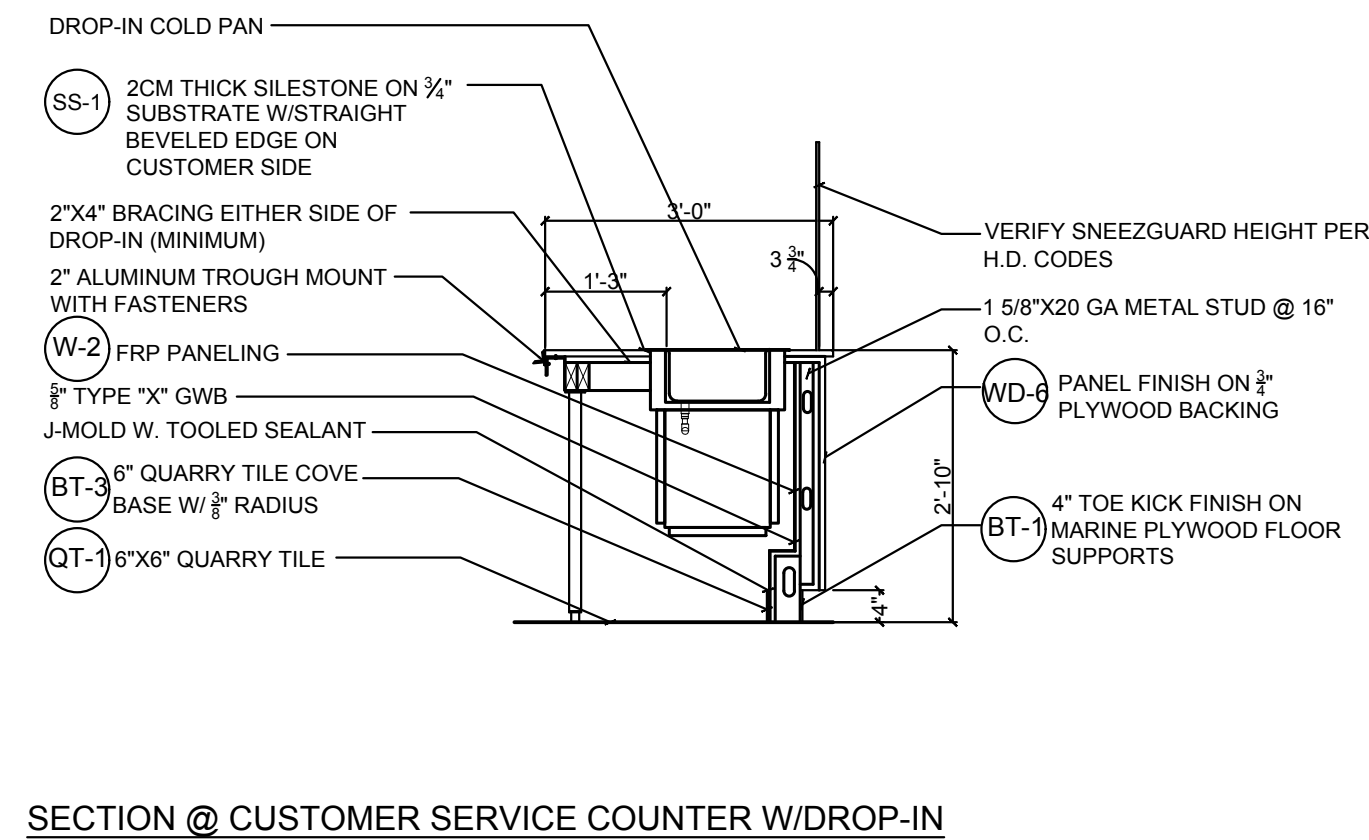 DROP-IN COLD PAN
SS-1
2CM THICK SILESTONE ON 3/4"
SUBSTRATE W/STRAIGHT
BEVELED EDGE ON
CUSTOMER SIDE
2"X4" BRACING EITHER SIDE OF
DROP-IN (MINIMUM)
2" ALUMINUM TROUGH MOUNT
WITH FASTENERS
W-2
FRP PANELING
5/8" TYPE "X" GWB
J-MOLD W. TOOLED SEALANT
BT-3
6" QUARRY TILE COVE
BASE W/ 3/8" RADIUS
QT-1
6"X6" QUARRY TILE
3'-0"
3 3/4"
1'-3"
2'-10"
4"
VERIFY SNEEZGUARD HEIGHT PER
H.D. CODES
1 5/8"X20 GA METAL STUD @ 16"
O.C.
WD-6
PANEL FINISH ON 3/4"
PLYWOOD BACKING
BT-1
4" TOE KICK FINISH ON
MARINE PLYWOOD FLOOR
SUPPORTS
SECTION @ CUSTOMER SERVICE COUNTER W/DROP-IN